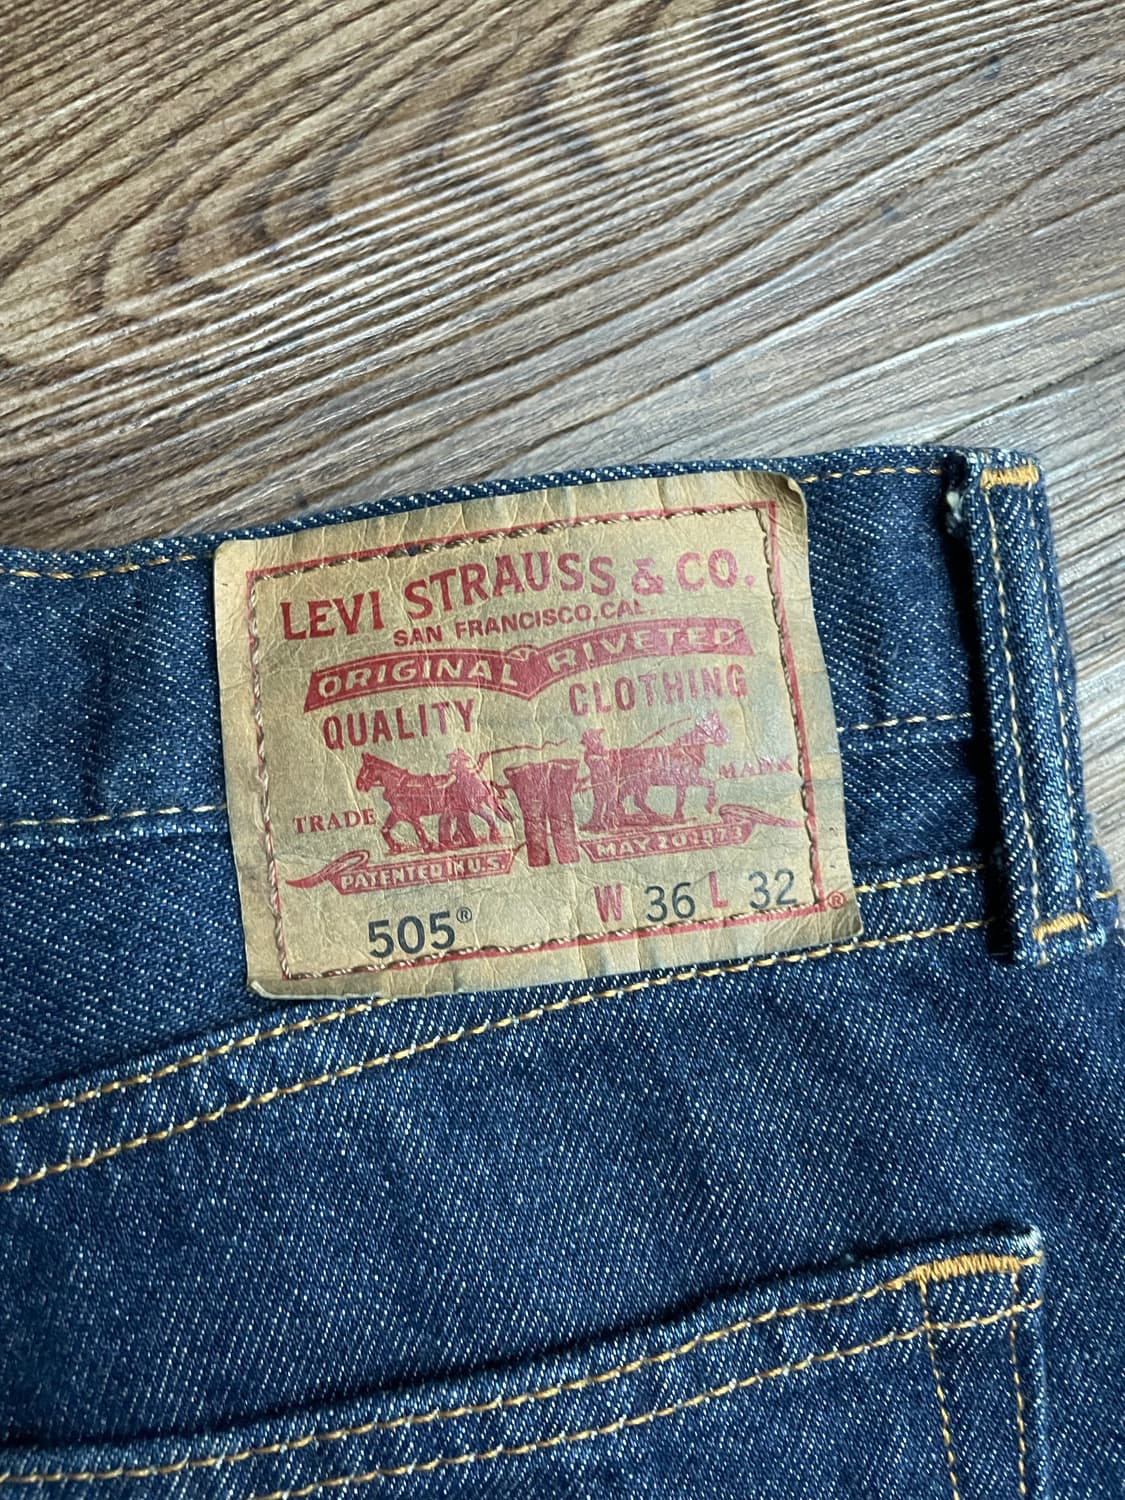 LEVI STRAUSS & CO.
SAN FRANCISCO, CAL.
ORIGINAL RIVETED
QUALITY CLOTHING
TRADE MARK
PATENTED IN U.S. MAY 20 1873
505® W 36 L 32 ®